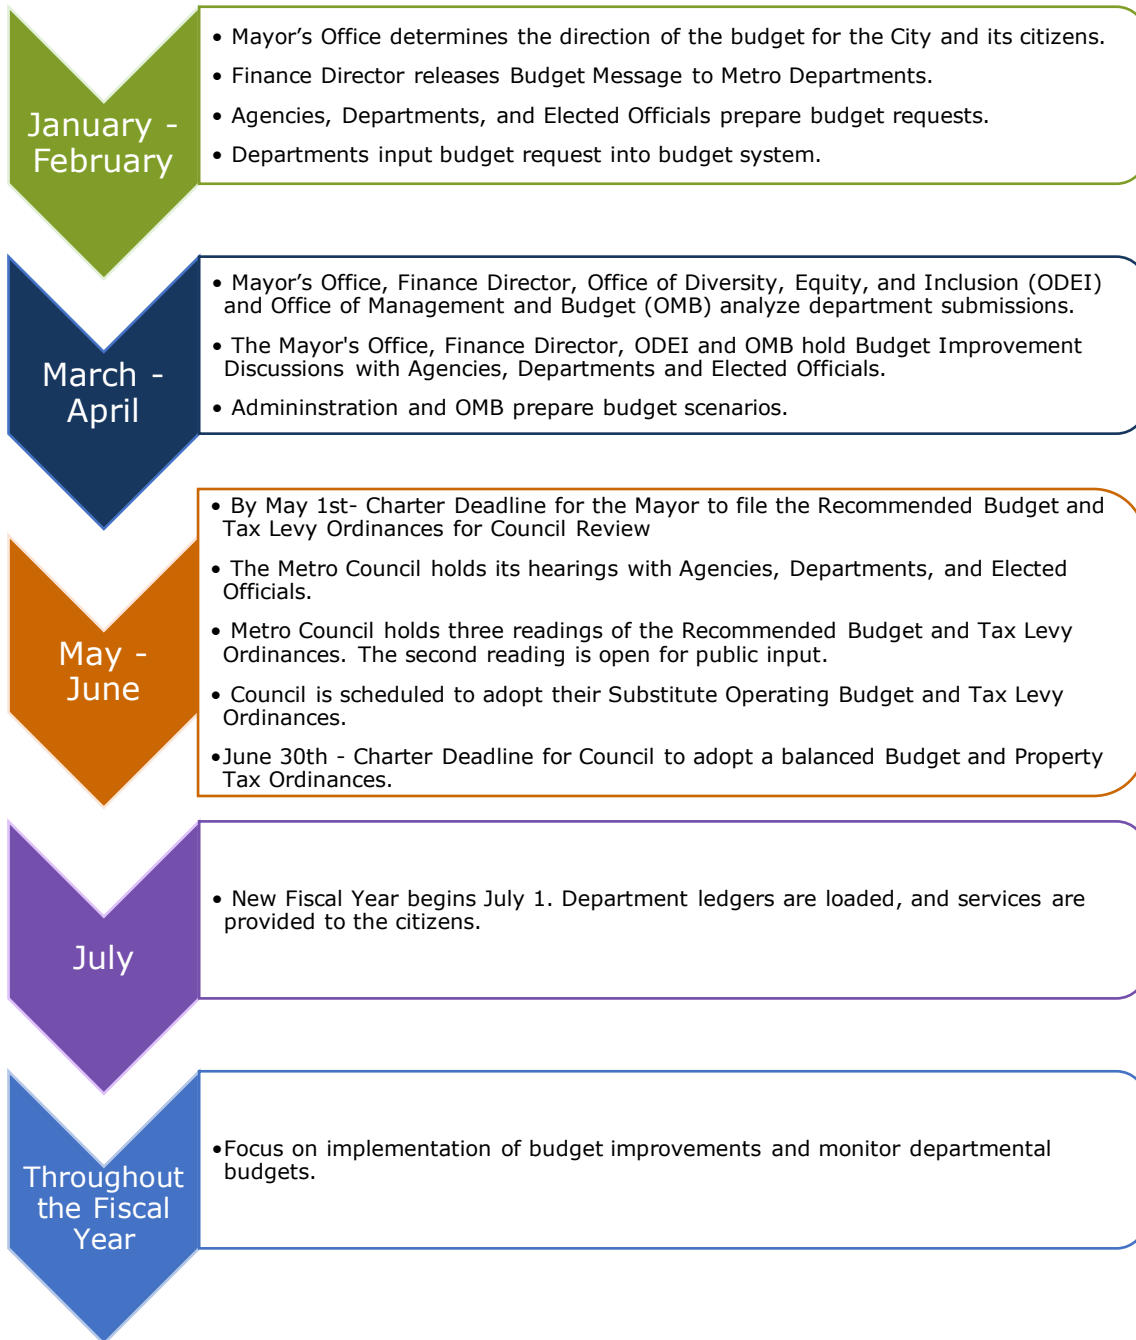 January -
February
• Mayor’s Office determines the direction of the budget for the City and its citizens.
• Finance Director releases Budget Message to Metro Departments.
• Agencies, Departments, and Elected Officials prepare budget requests.
• Departments input budget request into budget system.
March -
April
• Mayor’s Office, Finance Director, Office of Diversity, Equity, and Inclusion (ODEI)
and Office of Management and Budget (OMB) analyze department submissions.
• The Mayor's Office, Finance Director, ODEI and OMB hold Budget Improvement
Discussions with Agencies, Departments and Elected Officials.
• Admininstration and OMB prepare budget scenarios.
May -
June
• By May 1st- Charter Deadline for the Mayor to file the Recommended Budget and
Tax Levy Ordinances for Council Review
• The Metro Council holds its hearings with Agencies, Departments, and Elected
Officials.
• Metro Council holds three readings of the Recommended Budget and Tax Levy
Ordinances. The second reading is open for public input.
• Council is scheduled to adopt their Substitute Operating Budget and Tax Levy
Ordinances.
•June 30th - Charter Deadline for Council to adopt a balanced Budget and Property
Tax Ordinances.
July
• New Fiscal Year begins July 1. Department ledgers are loaded, and services are
provided to the citizens.
Throughout
the Fiscal
Year
•Focus on implementation of budget improvements and monitor departmental
budgets.